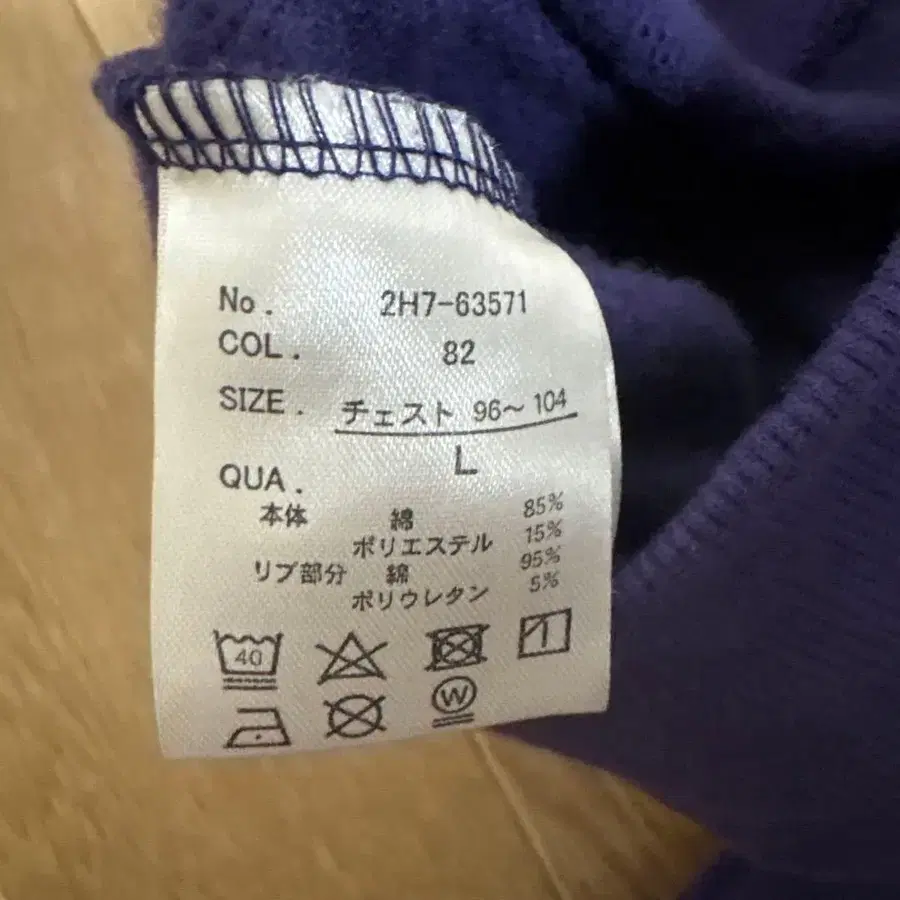 No. 2H7-63571
COL. 82
SIZE. チェスト 96～104
L
QUA.
本体 綿 85%
ポリエステル 15%
リブ部分 綿 95%
ポリウレタン 5%
40
W